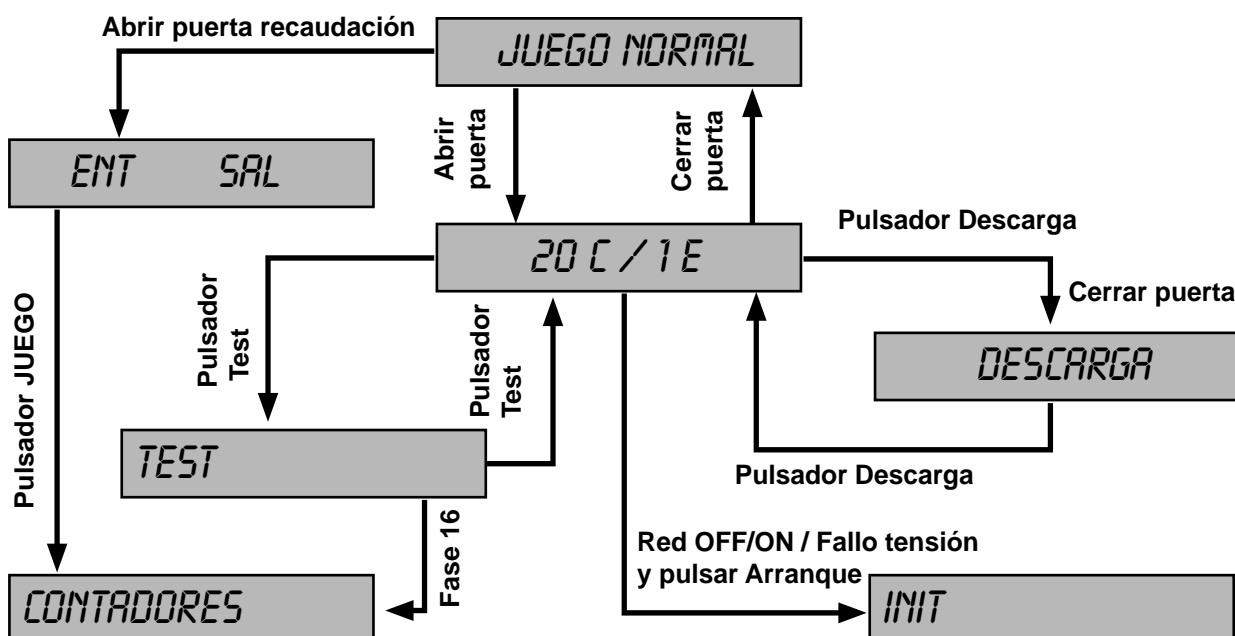 Abrir puerta recaudación
JUEGO NORMAL
Abrir
puerta
Cerrar
puerta
ENT SAL
Pulsador Descarga
20 C / 1 E
Cerrar puerta
Pulsador JUEGO
Pulsador
Test
Pulsador
Test
DESCARGA
TEST
Pulsador Descarga
Fase 16
Red OFF/ON / Fallo tensión
y pulsar Arranque
CONTADORES
INIT